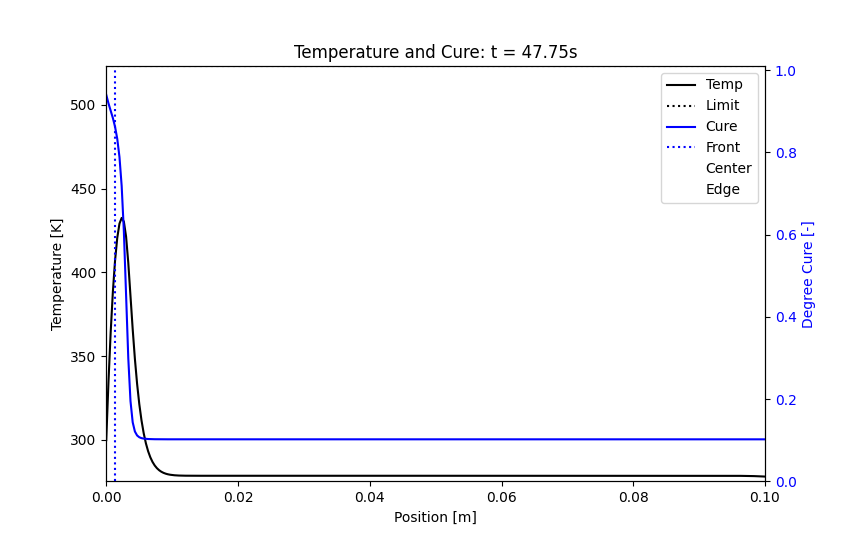 Temperature and Cure: t = 47.75s
Temp
Limit
Cure
Front
Center
Edge
500
450
400
350
300
Temperature [K]
1.0
0.8
0.6
0.4
0.2
0.0
Degree Cure [-]
0.00
0.02
0.04
0.06
0.08
0.10
Position [m]